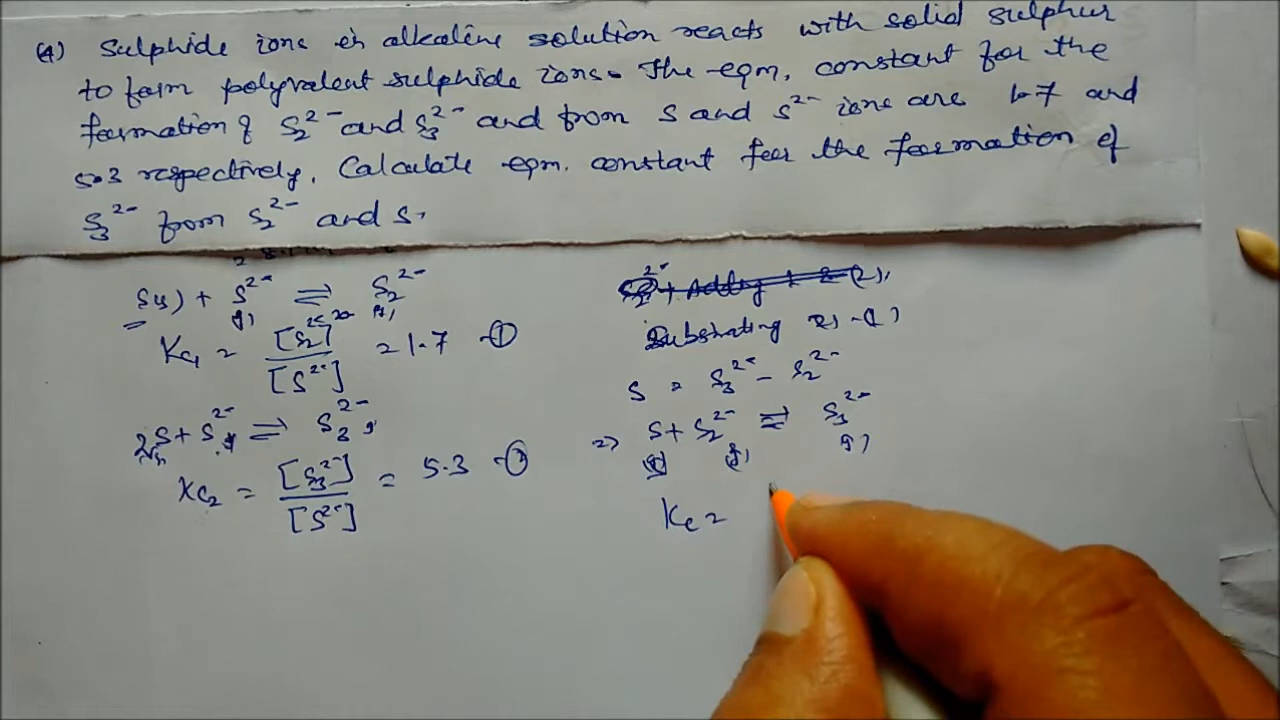 (4) Sulphide ions in alkaline solution reacts with solid sulphur
to form polyvalent sulphide ions. The eqm. constant for the
formation of S₂²⁻ and S₃²⁻ and from S and S²⁻ ions are 1.7 and
5.3 respectively. Calculate eqm. constant for the formation of
S₃²⁻ from S₂²⁻ and S.
S(s) + S²⁻ ⇌ S₂²⁻
Kc₁ = [S₂²⁻] / [S²⁻] = 1.7 -①
2S + S²⁻ ⇌ S₃²⁻
Kc₂ = [S₃²⁻] / [S²⁻] = 5.3 -②
Substrating 2) - (1)
S = S₃²⁻ - S₂²⁻
=) S + S₂²⁻ ⇌ S₃²⁻
Kc =